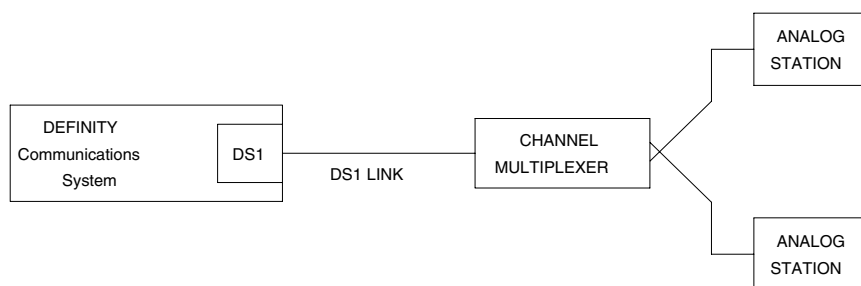 DEFINITY
Communications
System
DS1
DS1 LINK
CHANNEL
MULTIPLEXER
ANALOG
STATION
ANALOG
STATION